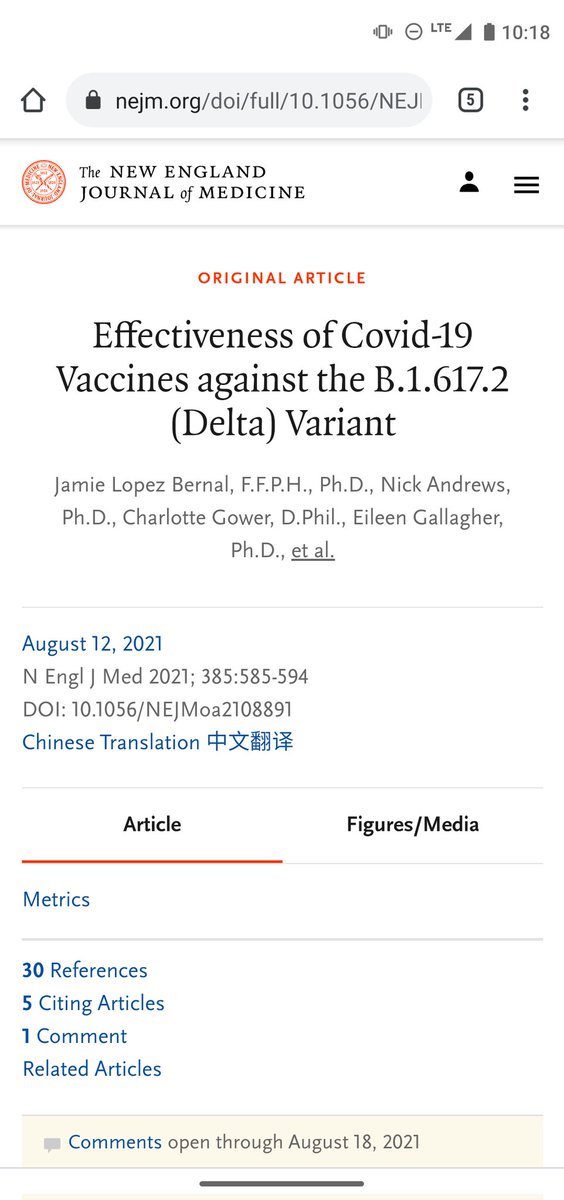 LTE 10:18
nejm.org/doi/full/10.1056/NEJ
5
The NEW ENGLAND
JOURNAL of MEDICINE
ORIGINAL ARTICLE
Effectiveness of Covid-19
Vaccines against the B.1.617.2
(Delta) Variant
Jamie Lopez Bernal, F.F.P.H., Ph.D., Nick Andrews,
Ph.D., Charlotte Gower, D.Phil., Eileen Gallagher,
Ph.D., et al.
August 12, 2021
N Engl J Med 2021; 385:585-594
DOI: 10.1056/NEJMoa2108891
Chinese Translation 中文翻译
Article
Figures/Media
Metrics
30 References
5 Citing Articles
1 Comment
Related Articles
Comments open through August 18, 2021